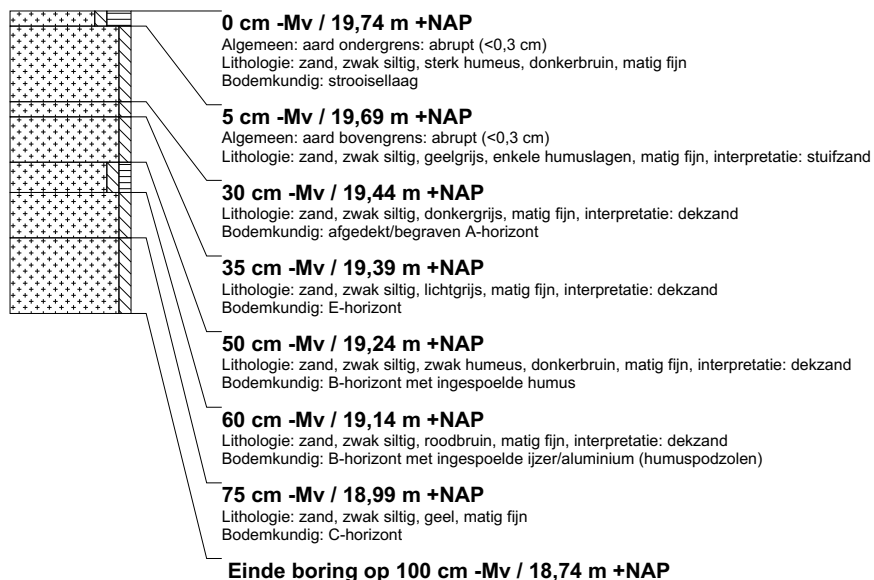 0 cm -Mv / 19,74 m +NAP
Algemeen: aard ondergrens: abrupt (<0,3 cm)
Lithologie: zand, zwak siltig, sterk humeus, donkerbruin, matig fijn
Bodemkundig: strooisellaag
5 cm -Mv / 19,69 m +NAP
Algemeen: aard bovengrens: abrupt (<0,3 cm)
Lithologie: zand, zwak siltig, geelgrijs, enkele humuslagen, matig fijn, interpretatie: stuifzand
30 cm -Mv / 19,44 m +NAP
Lithologie: zand, zwak siltig, donkergrijs, matig fijn, interpretatie: dekzand
Bodemkundig: afgedekt/begraven A-horizont
35 cm -Mv / 19,39 m +NAP
Lithologie: zand, zwak siltig, lichtgrijs, matig fijn, interpretatie: dekzand
Bodemkundig: E-horizont
50 cm -Mv / 19,24 m +NAP
Lithologie: zand, zwak siltig, zwak humeus, donkerbruin, matig fijn, interpretatie: dekzand
Bodemkundig: B-horizont met ingespoelde humus
60 cm -Mv / 19,14 m +NAP
Lithologie: zand, zwak siltig, roodbruin, matig fijn, interpretatie: dekzand
Bodemkundig: B-horizont met ingespoelde ijzer/aluminium (humuspodzolen)
75 cm -Mv / 18,99 m +NAP
Lithologie: zand, zwak siltig, geel, matig fijn
Bodemkundig: C-horizont
Einde boring op 100 cm -Mv / 18,74 m +NAP